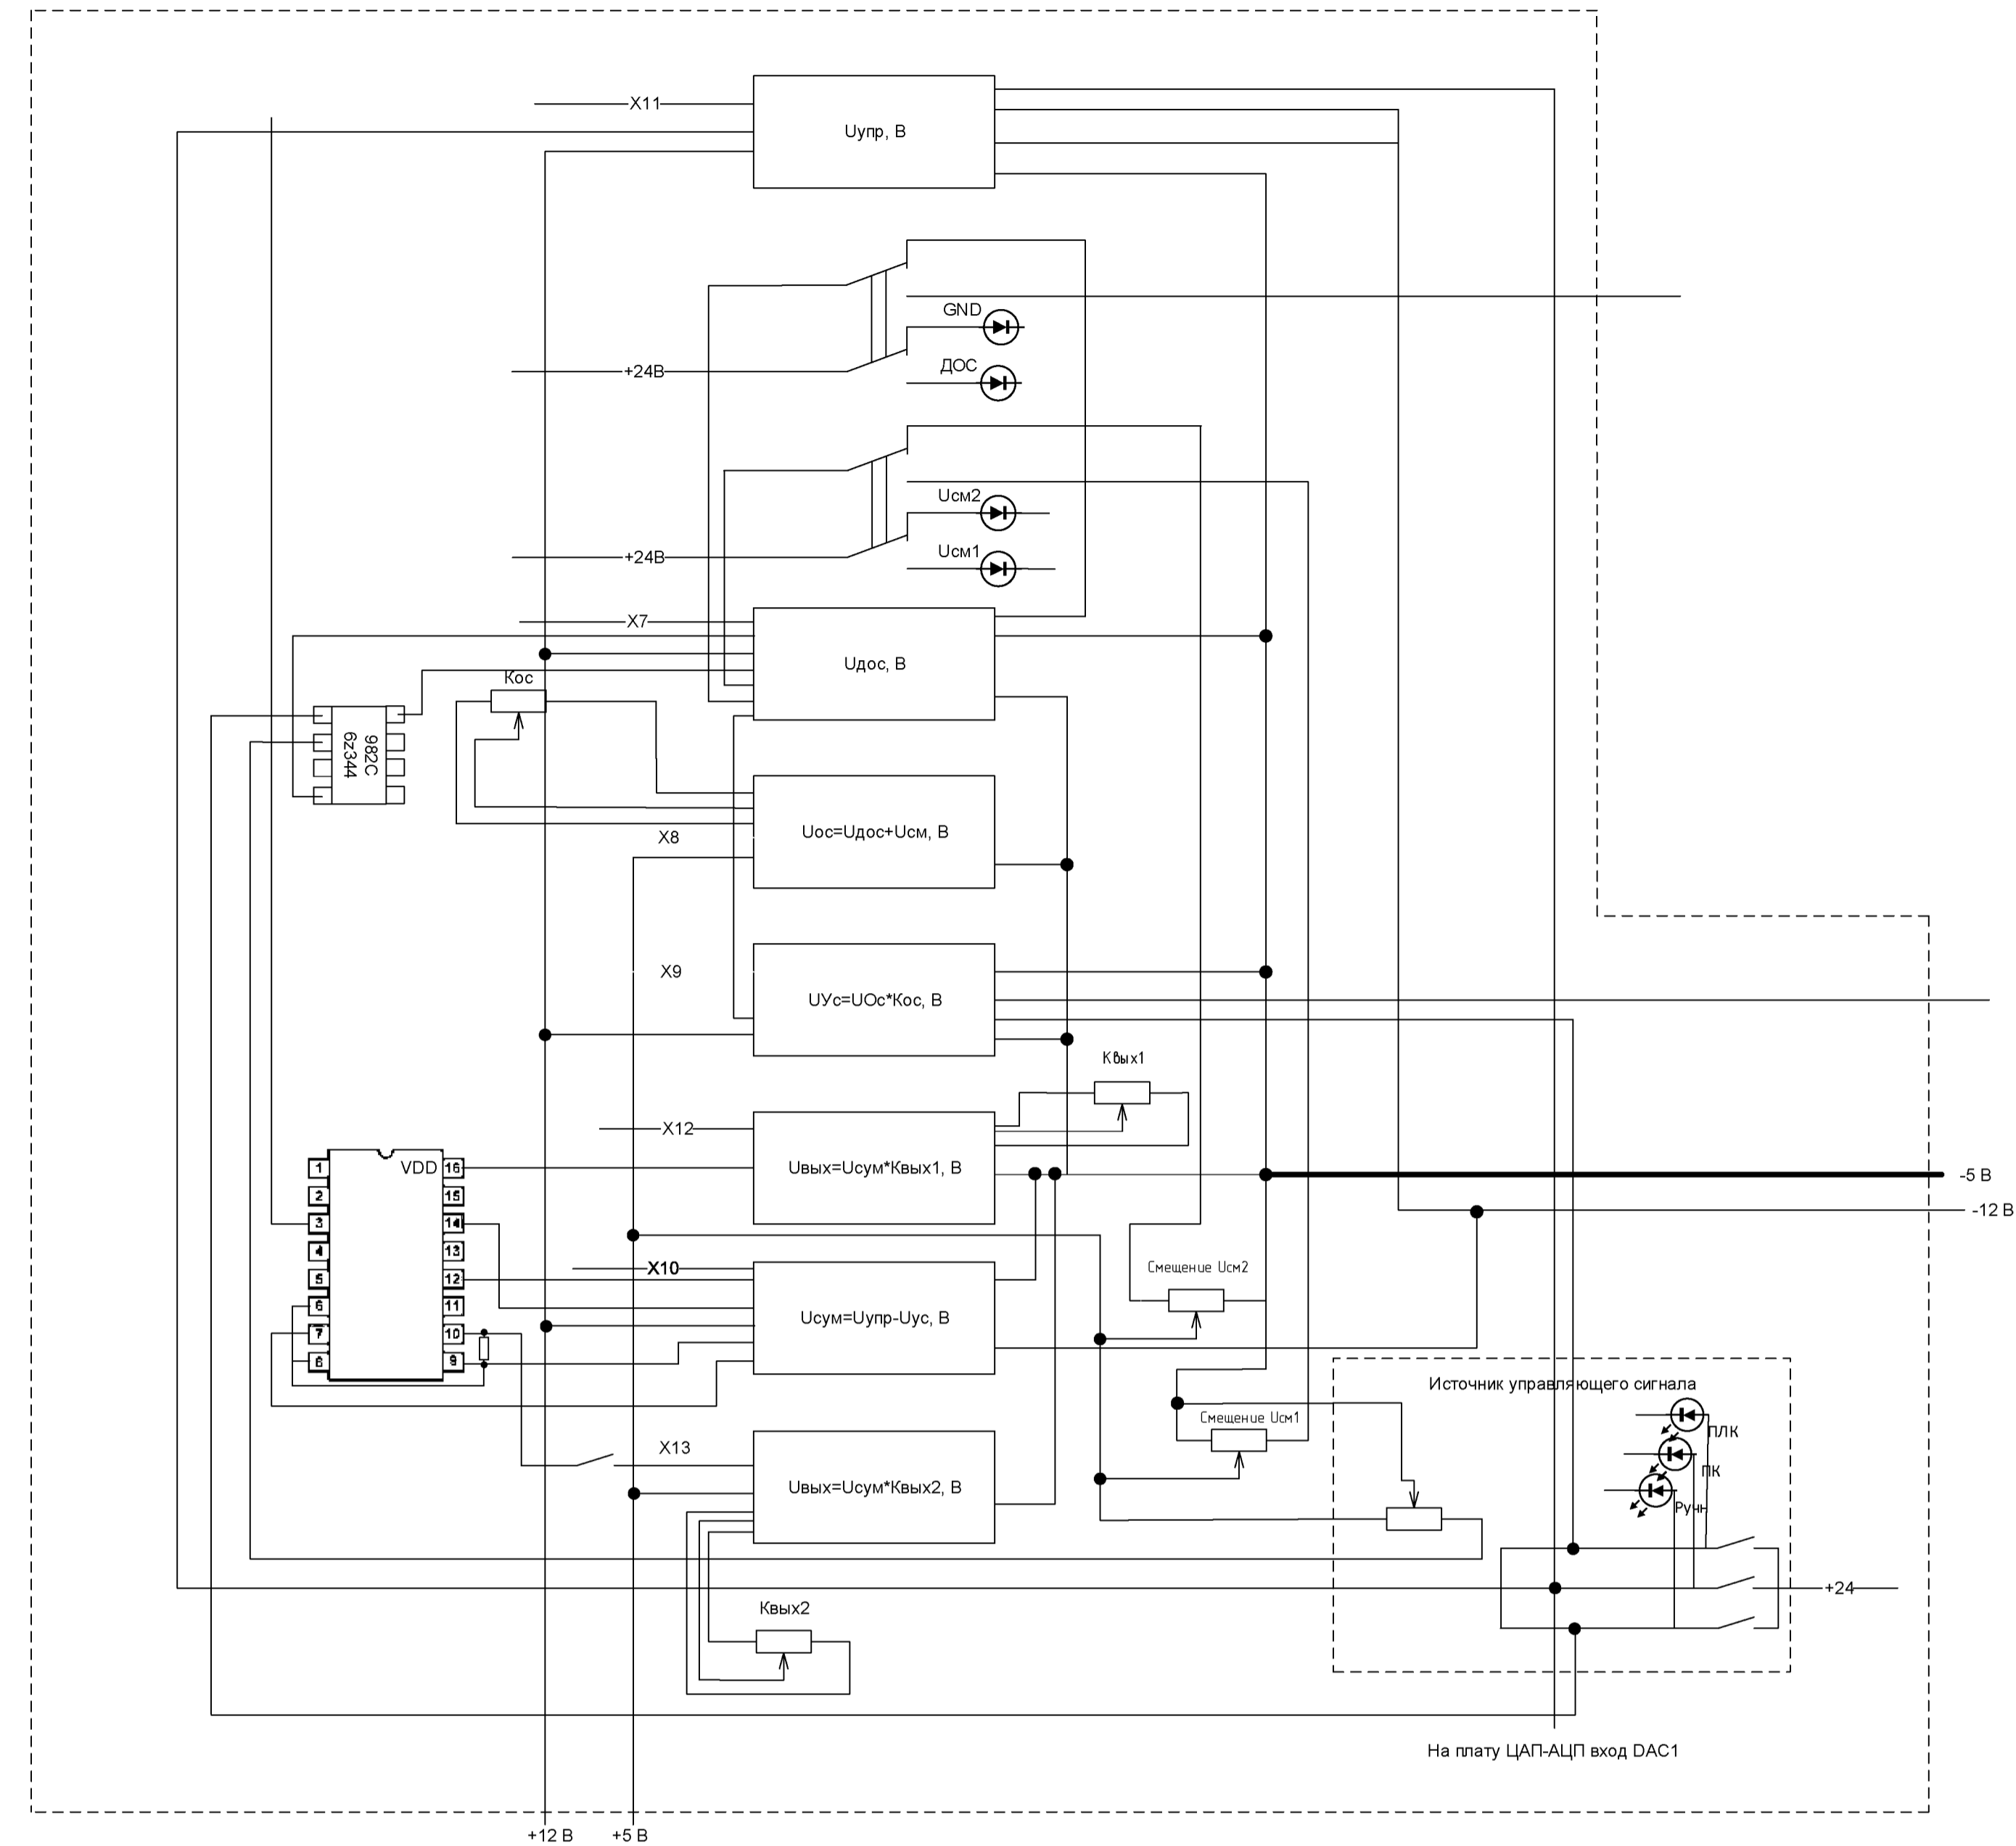 X11
Uупр, В
GND
+24В
ДОС
Uсм2
+24В
Uсм1
X7
Uдос, В
Кос
982C
6z344
Uос=Uдос+Uсм, В
X8
X9
UУс=UОс*Кос, В
Квых1
X12
Uвых=Uсум*Квых1, В
-5 В
-12 В
VDD
1
2
3
4
5
6
7
8
16
15
14
13
12
11
10
9
X10
Смещение Uсм2
Uсум=Uупр-Uус, В
Источник управляющего сигнала
Смещение Uсм1
ПЛК
X13
ПК
Uвых=Uсум*Квых2, В
Ручн
+24
Квых2
На плату ЦАП-АЦП вход DAC1
+12 В
+5 В